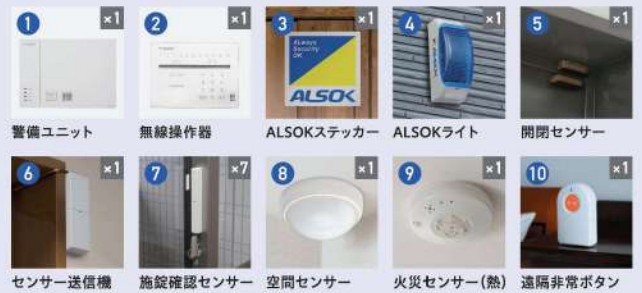 1 ×1 2 ×1 3 ×1 4 ×1 5 ×1
Always
Security
OK
ALSOK
ALSOK
警備ユニット 無線操作器 ALSOKステッカー ALSOKライト 開閉センサー
6 ×1 7 ×7 8 ×1 9 ×1 10 ×1
センサー送信機 施錠確認センサー 空間センサー 火災センサー(熱) 遠隔非常ボタン